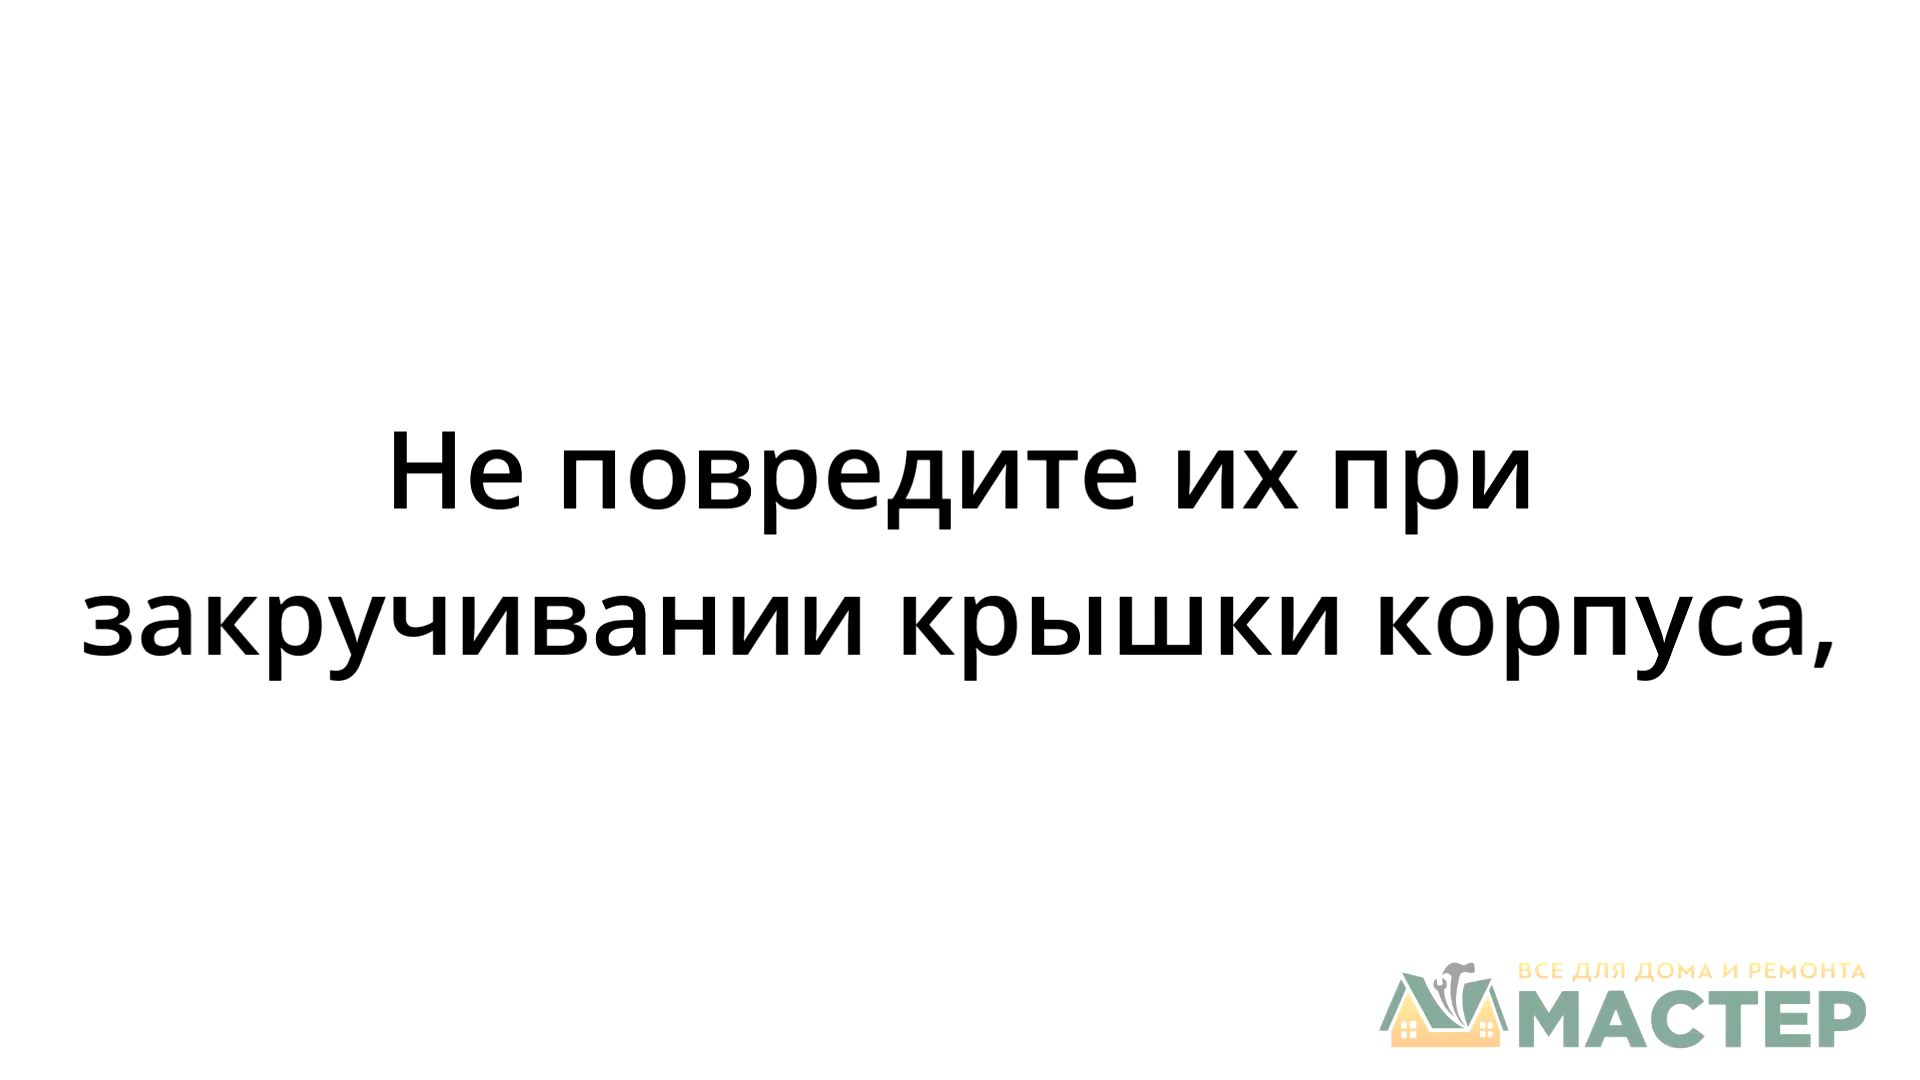 Не повредите их при
закручивании крышки корпуса,
ВСЕ ДЛЯ ДОМА И РЕМОНТА
МАСТЕР